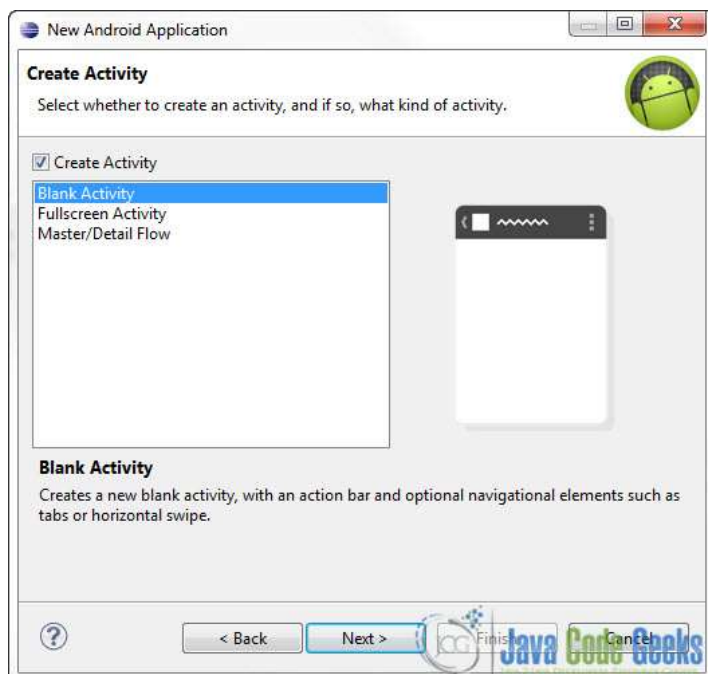 New Android Application
Create Activity
Select whether to create an activity, and if so, what kind of activity.
Create Activity
Blank Activity
Fullscreen Activity
Master/Detail Flow
Blank Activity
Creates a new blank activity, with an action bar and optional navigational elements such as
tabs or horizontal swipe.
?
< Back
Next >
Finish
Cancel
JCG
Java Code Geeks